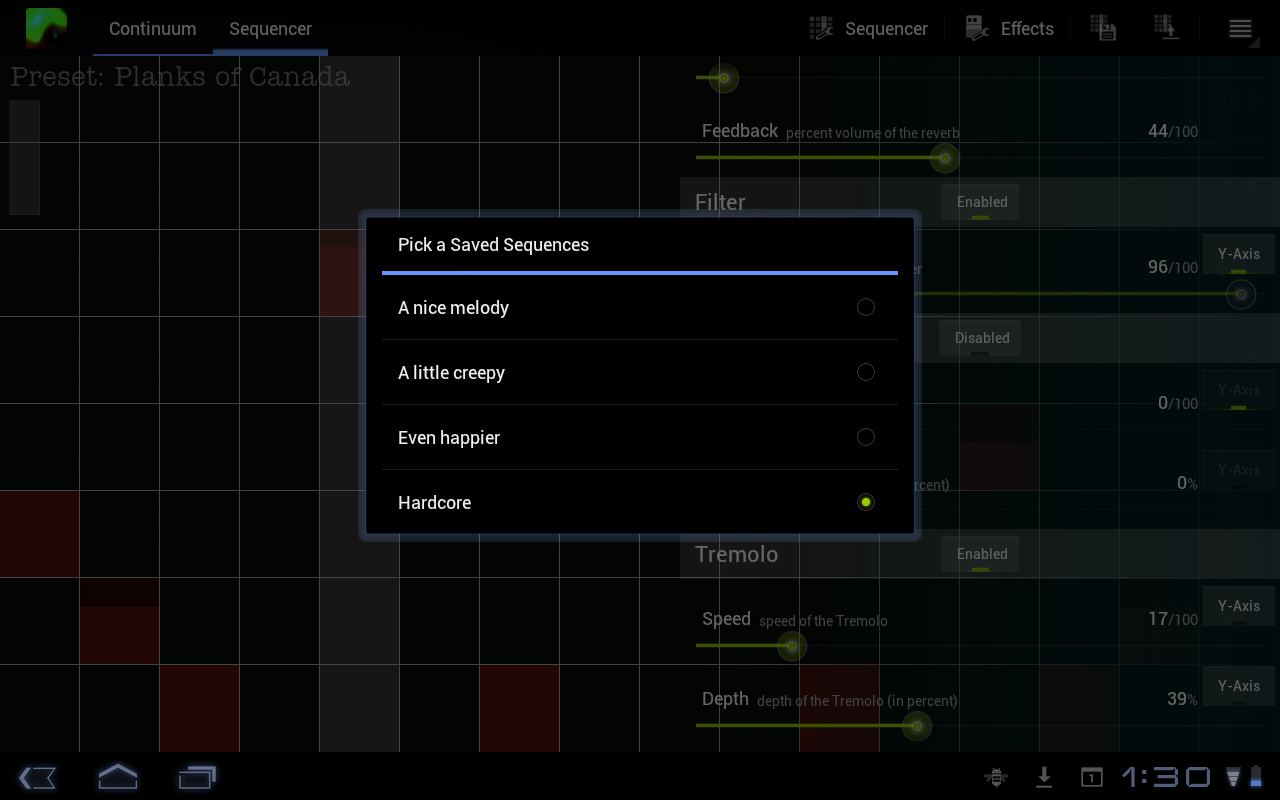 Continuum Sequencer Sequencer Effects
Preset: Planks of Canada
Feedback percent volume of the reverb 44/100
Filter Enabled
Pick a Saved Sequences
Y-Axis
96/100
A nice melody
Disabled
A little creepy
Y-Axis
0/100
Even happier
Y-Axis
rcent) 0%
Hardcore
Tremolo Enabled
Speed speed of the Tremolo 17/100 Y-Axis
Depth depth of the Tremolo (in percent) 39% Y-Axis
1 1:30